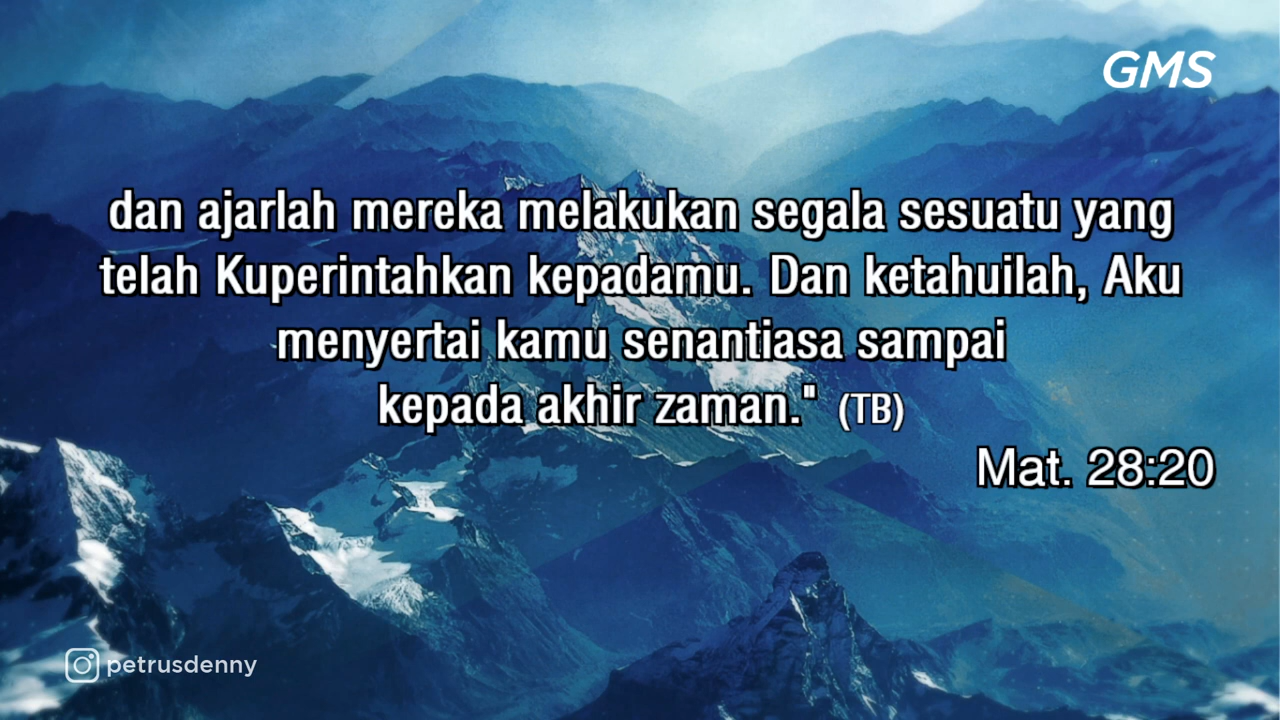 GMS
dan ajarlah mereka melakukan segala sesuatu yang
telah Kuperintahkan kepadamu. Dan ketahuilah, Aku
menyertai kamu senantiasa sampai
kepada akhir zaman." (TB)
Mat. 28:20
petrusdenny